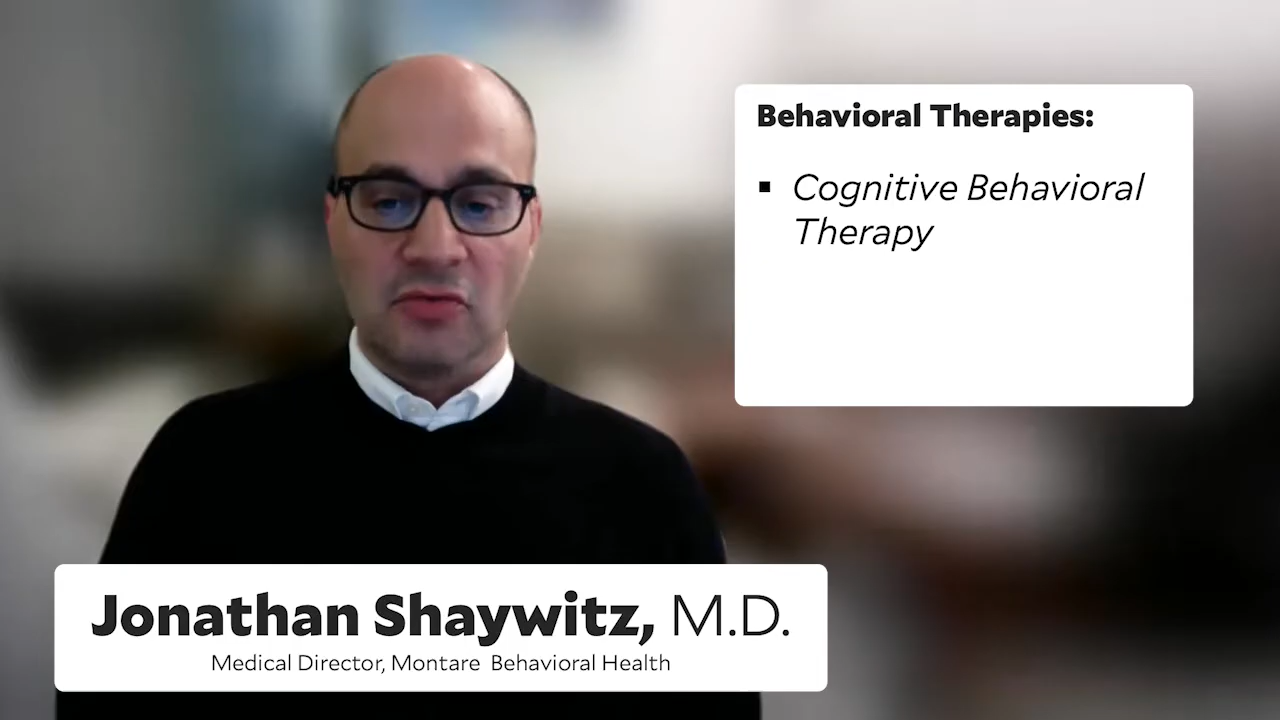 Behavioral Therapies:
▪ Cognitive Behavioral
Therapy
Jonathan Shaywitz, M.D.
Medical Director, Montare Behavioral Health